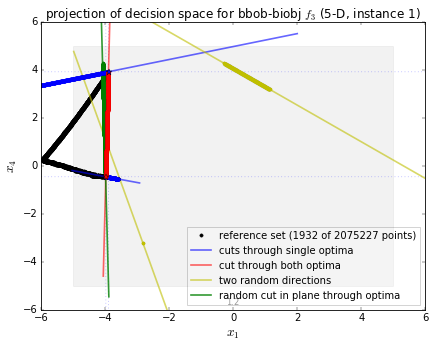 projection of decision space for bbob-biobj f₃ (5-D, instance 1)
6
4
2
0
−2
−4
−6
x₄
reference set (1932 of 2075227 points)
cuts through single optima
cut through both optima
two random directions
random cut in plane through optima
1.2
−6 −4 −2 0 2 4 6
x₁